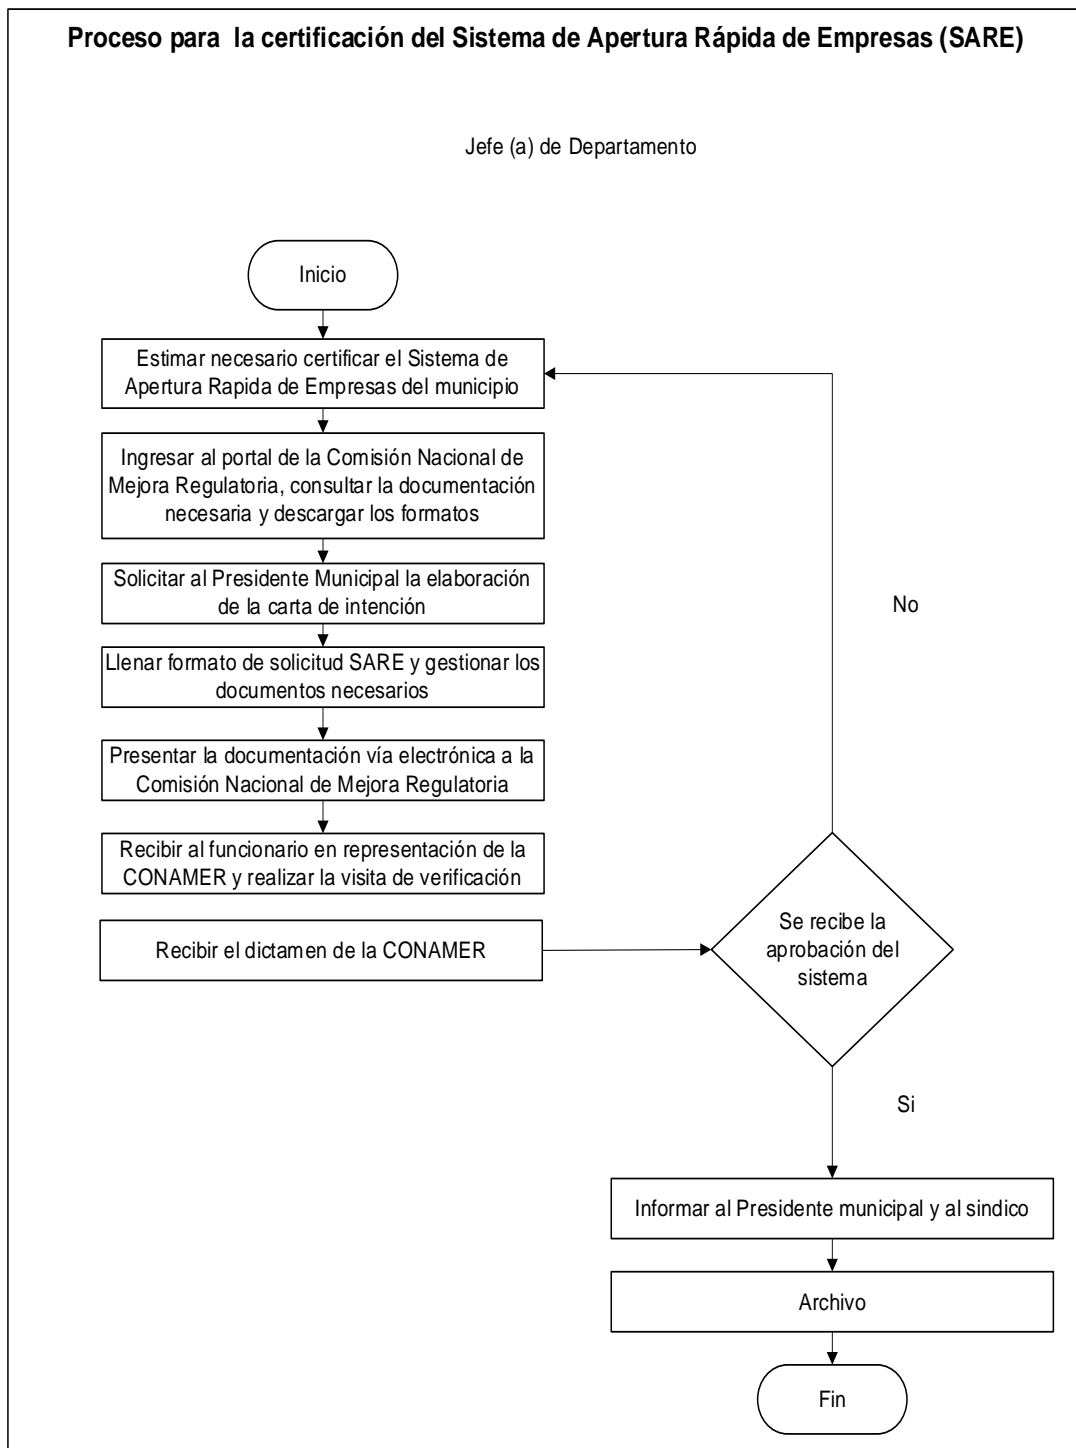 Proceso para la certificación del Sistema de Apertura Rápida de Empresas (SARE)
Jefe (a) de Departamento
Inicio
Estimar necesario certificar el Sistema de
Apertura Rapida de Empresas del municipio
Ingresar al portal de la Comisión Nacional de
Mejora Regulatoria, consultar la documentación
necesaria y descargar los formatos
Solicitar al Presidente Municipal la elaboración
de la carta de intención
No
Llenar formato de solicitud SARE y gestionar los
documentos necesarios
Presentar la documentación vía electrónica a la
Comisión Nacional de Mejora Regulatoria
Recibir al funcionario en representación de la
CONAMER y realizar la visita de verificación
Recibir el dictamen de la CONAMER
Se recibe la
aprobación del
sistema
Si
Informar al Presidente municipal y al sindico
Archivo
Fin